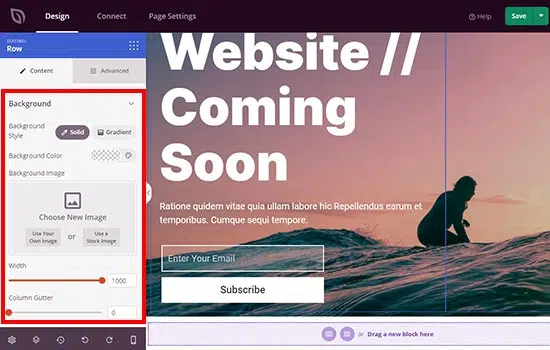 Design
Connect
Page Settings
Help
Save
EDITING:
Row
Content
Advanced
Background
Background Style
Solid
Gradient
Background Color
Background Image
Choose New Image
Use Your Own Image
or
Use a Stock Image
Width
1000
Column Gutter
0
Website //
Coming
Soon
Ratione quidem vitae quia ullam labore hic Repellendus earum et
temporibus. Cumque sequi tempore.
Enter Your Email
Subscribe
or Drag a new block here